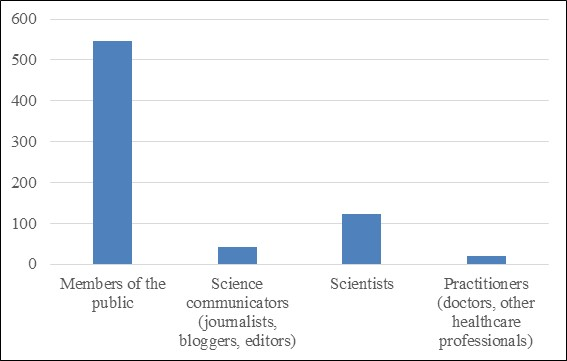 600
500
400
300
200
100
0
Members of the
public
Science
communicators
(journalists,
bloggers, editors)
Scientists
Practitioners
(doctors, other
healthcare
professionals)